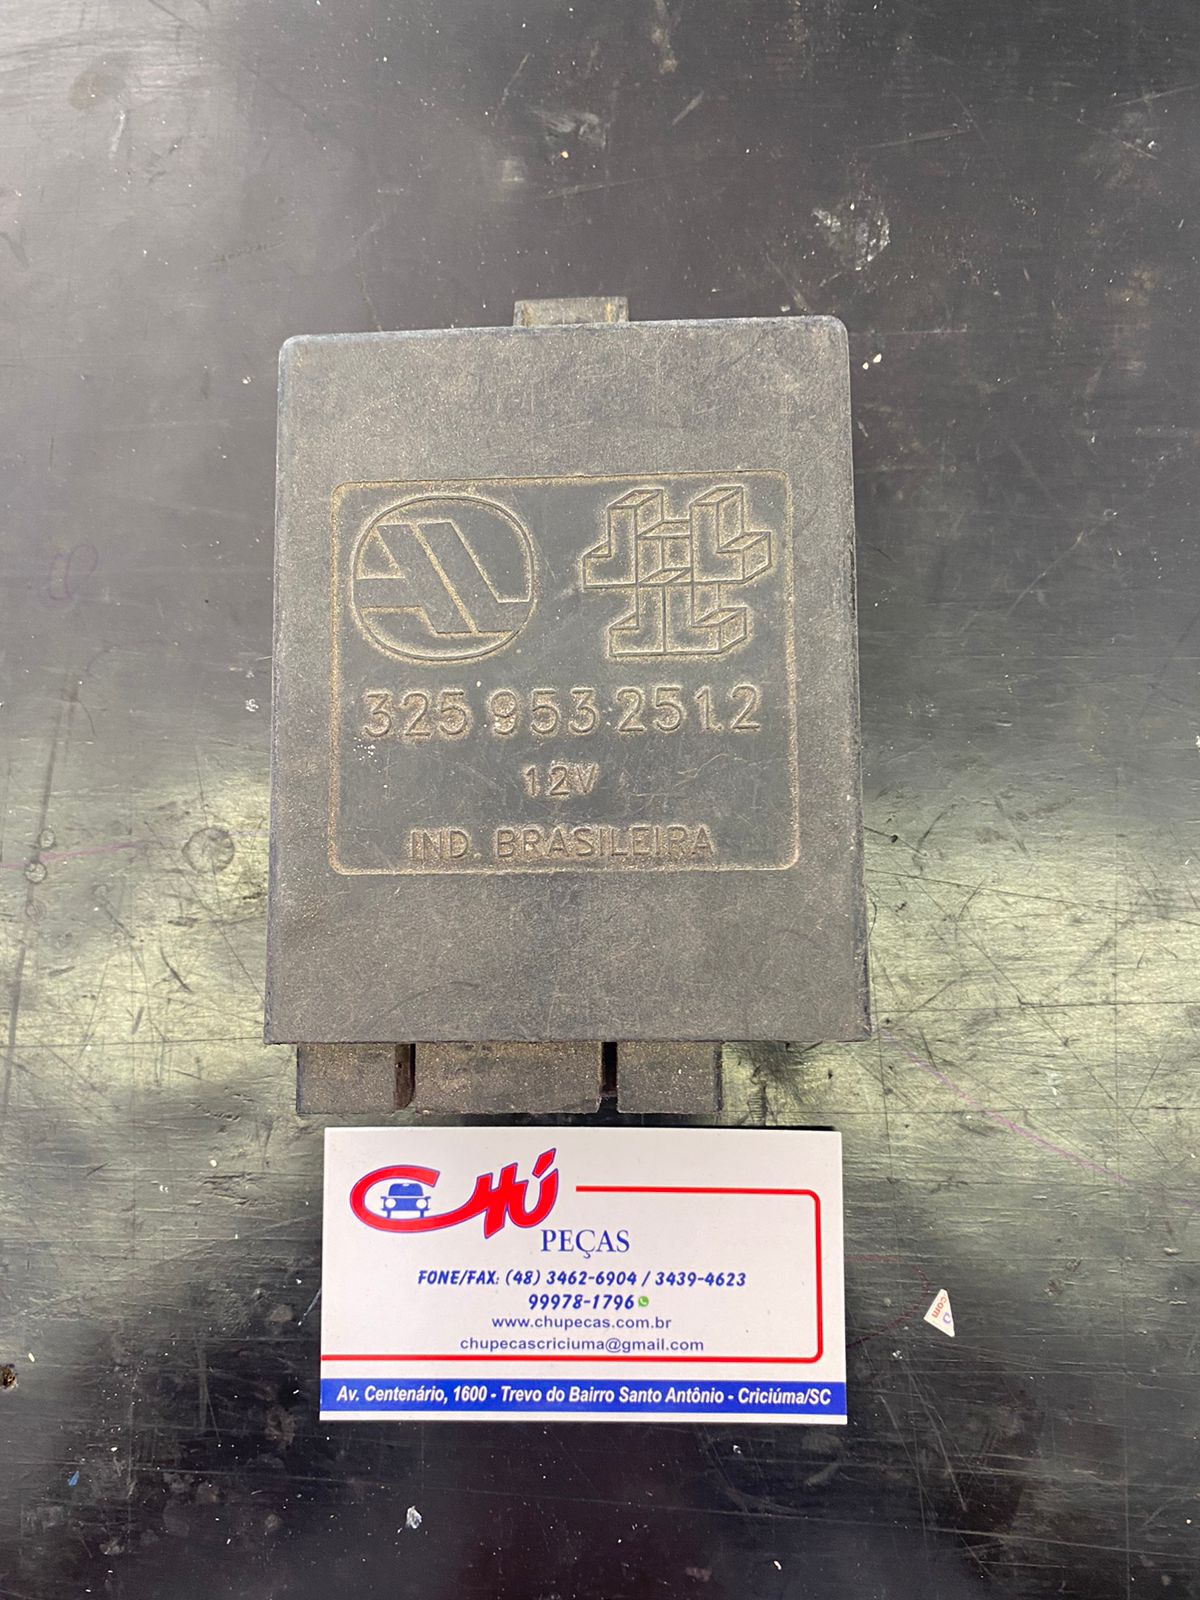 325 953 251.2
12V
IND. BRASILEIRA
CHÚ
PEÇAS
FONE/FAX: (48) 3462-6904 / 3439-4623
99978-1796
www.chupecas.com.br
chupecascriciuma@gmail.com
Av. Centenário, 1600 - Trevo do Bairro Santo Antônio - Criciúma/SC
.com